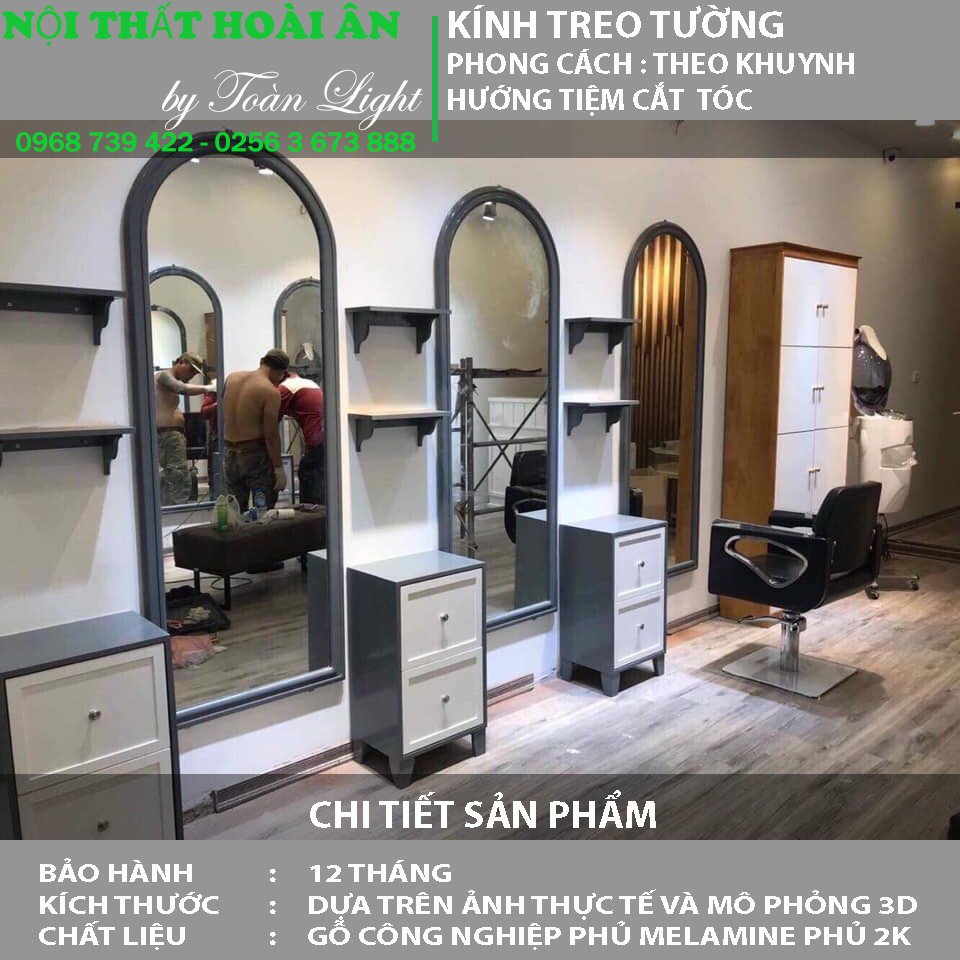 NỘI THẤT HOÀI ÂN
by Toàn Light
0968 739 422 - 0256 3 673 888
KÍNH TREO TƯỜNG
PHONG CÁCH : THEO KHUYNH
HƯỚNG TIỆM CẮT TÓC
CHI TIẾT SẢN PHẨM
BẢO HÀNH : 12 THÁNG
KÍCH THƯỚC : DỰA TRÊN ẢNH THỰC TẾ VÀ MÔ PHỎNG 3D
CHẤT LIỆU : GỖ CÔNG NGHIỆP PHỦ MELAMINE PHỦ 2K